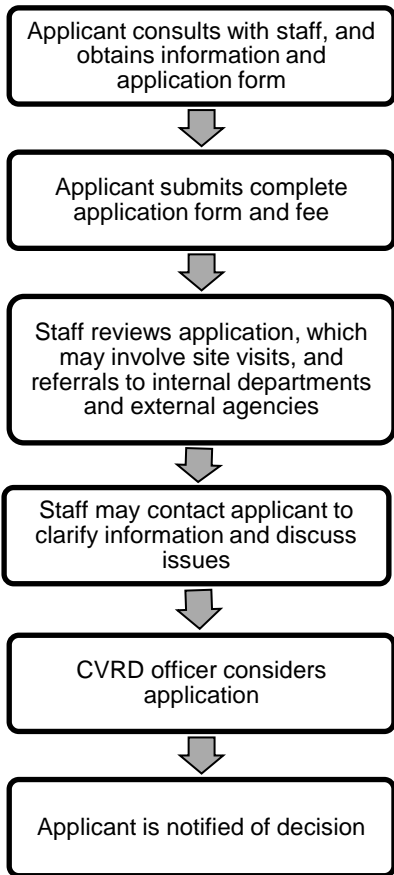 Applicant consults with staff, and
obtains information and
application form
Applicant submits complete
application form and fee
Staff reviews application, which
may involve site visits, and
referrals to internal departments
and external agencies
Staff may contact applicant to
clarify information and discuss
issues
CVRD officer considers
application
Applicant is notified of decision